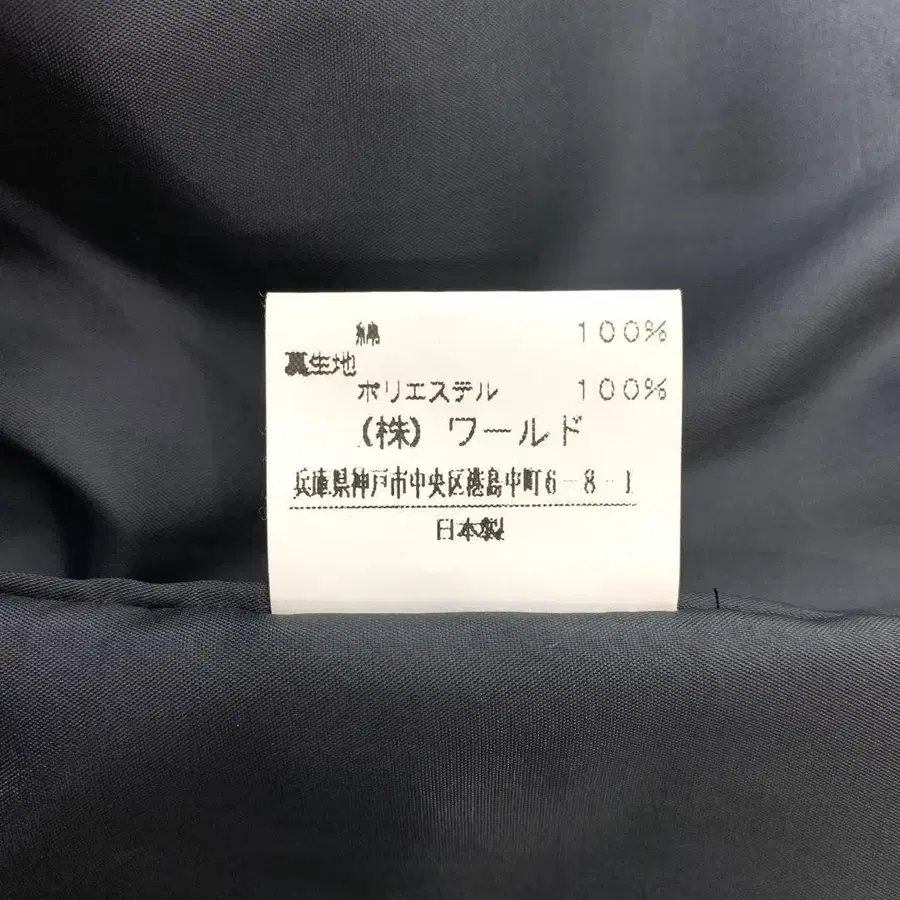 綿 100%
裏生地
ポリエステル 100%
(株) ワールド
兵庫県神戸市中央区港島中町6-8-1
日本製